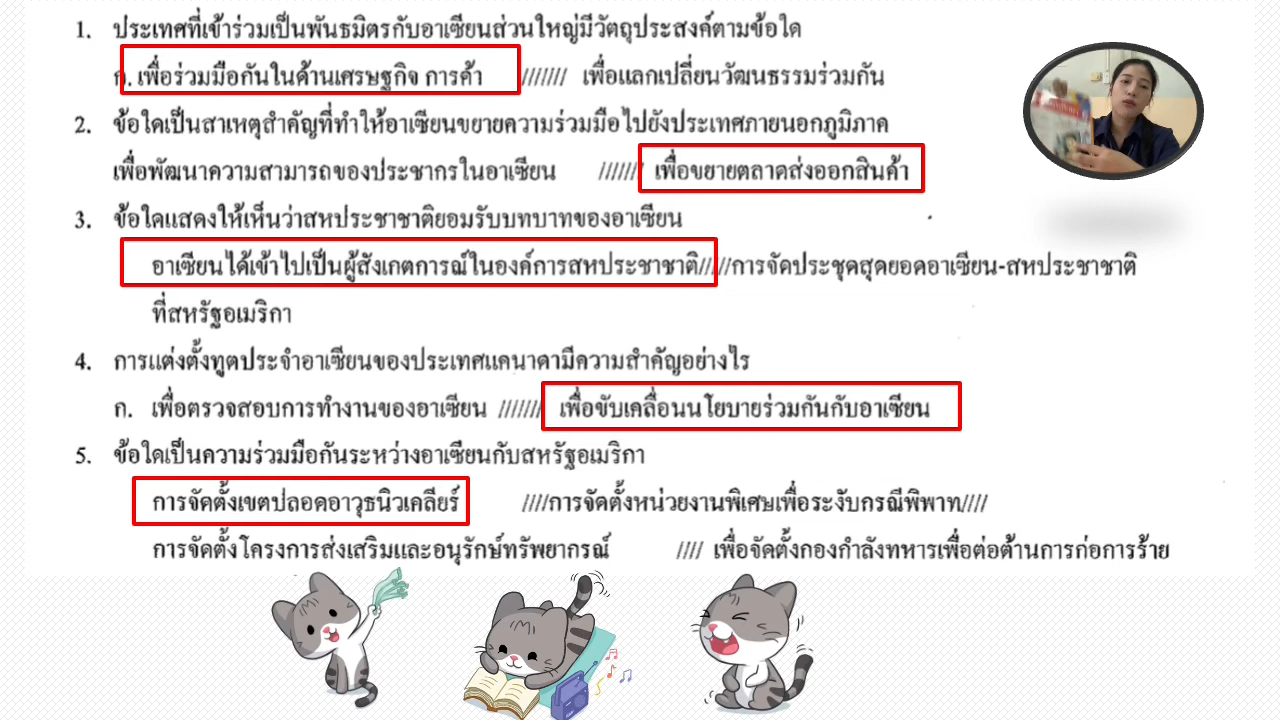 1. ประเทศที่เข้าร่วมเป็นพันธมิตรกับอาเซียนส่วนใหญ่มีวัตถุประสงค์ตามข้อใด
ก. เพื่อร่วมมือกันในด้านเศรษฐกิจ การค้า /////// เพื่อแลกเปลี่ยนวัฒนธรรมร่วมกัน
2. ข้อใดเป็นสาเหตุสำคัญที่ทำให้อาเซียนขยายความร่วมมือไปยังประเทศภายนอกภูมิภาค
เพื่อพัฒนาความสามารถของประชากรในอาเซียน /////// เพื่อขยายตลาดส่งออกสินค้า
3. ข้อใดแสดงให้เห็นว่าสหประชาชาติยอมรับบทบาทของอาเซียน
อาเซียนได้เข้าไปเป็นผู้สังเกตการณ์ในองค์การสหประชาชาติ/////การจัดประชุดสุดยอดอาเซียน-สหประชาชาติ
ที่สหรัฐอเมริกา
4. การแต่งตั้งทูตประจำอาเซียนของประเทศแคนาดามีความสำคัญอย่างไร
ก. เพื่อตรวจสอบการทำงานของอาเซียน /////// เพื่อขับเคลื่อนนโยบายร่วมกันกับอาเซียน
5. ข้อใดเป็นความร่วมมือกันระหว่างอาเซียนกับสหรัฐอเมริกา
การจัดตั้งเขตปลอดอาวุธนิวเคลียร์ ////การจัดตั้งหน่วยงานพิเศษเพื่อระงับกรณีพิพาท////
การจัดตั้งโครงการส่งเสริมและอนุรักษ์ทรัพยากรณ์ //// เพื่อจัดตั้งกองกำลังทหารเพื่อต่อต้านการก่อการร้าย